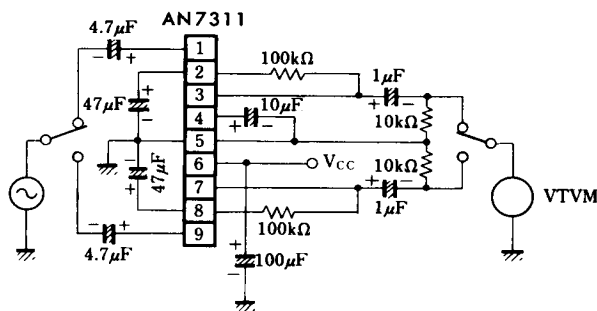 AN7311
4.7µF
- +
1
2
3
4
5
6
7
8
9
100kΩ
1µF
+ -
10µF
+ -
47µF
+
-
10kΩ
VCC
10kΩ
-
+
47µF
+ -
1µF
VTVM
- +
4.7µF
100kΩ
+
-
100µF